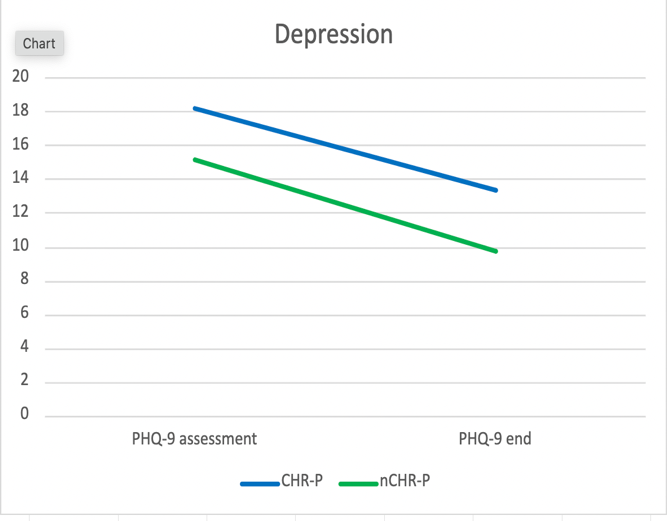 Depression
Chart
20
18
16
14
12
10
8
6
4
2
0
PHQ-9 assessment
PHQ-9 end
CHR-P
nCHR-P